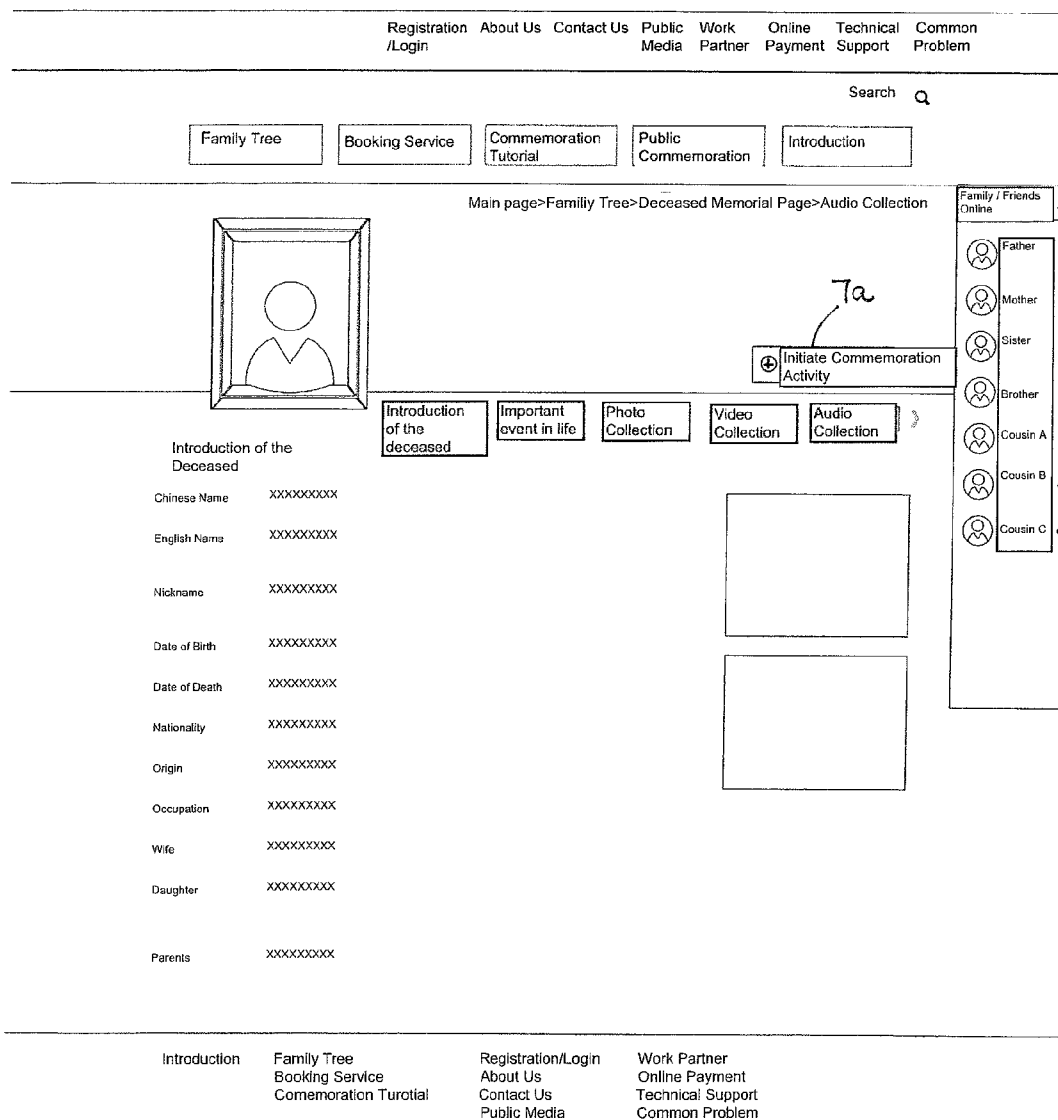 Registration About Us Contact Us Public Work Online Technical Common
/Login Media Partner Payment Support Problem
Search
Family Tree
Booking Service
Commemoration
Tutorial
Public
Commemoration
Introduction
Main page>Familiy Tree>Deceased Memorial Page>Audio Collection
Family / Friends
Online
Father
Mother
Sister
Brother
Cousin A
Cousin B
Cousin C
7a
Initiate Commemoration
Activity
Introduction
of the
deceased
Important
event in life
Photo
Collection
Video
Collection
Audio
Collection
Introduction of the
Deceased
Chinese Name XXXXXXXXX
English Name XXXXXXXXX
Nickname XXXXXXXXX
Date of Birth XXXXXXXXX
Date of Death XXXXXXXXX
Nationality XXXXXXXXX
Origin XXXXXXXXX
Occupation XXXXXXXXX
Wife XXXXXXXXX
Daughter XXXXXXXXX
Parents XXXXXXXXX
Introduction Family Tree Registration/Login Work Partner
Booking Service About Us Online Payment
Comemoration Turotial Contact Us Technical Support
Public Media Common Problem